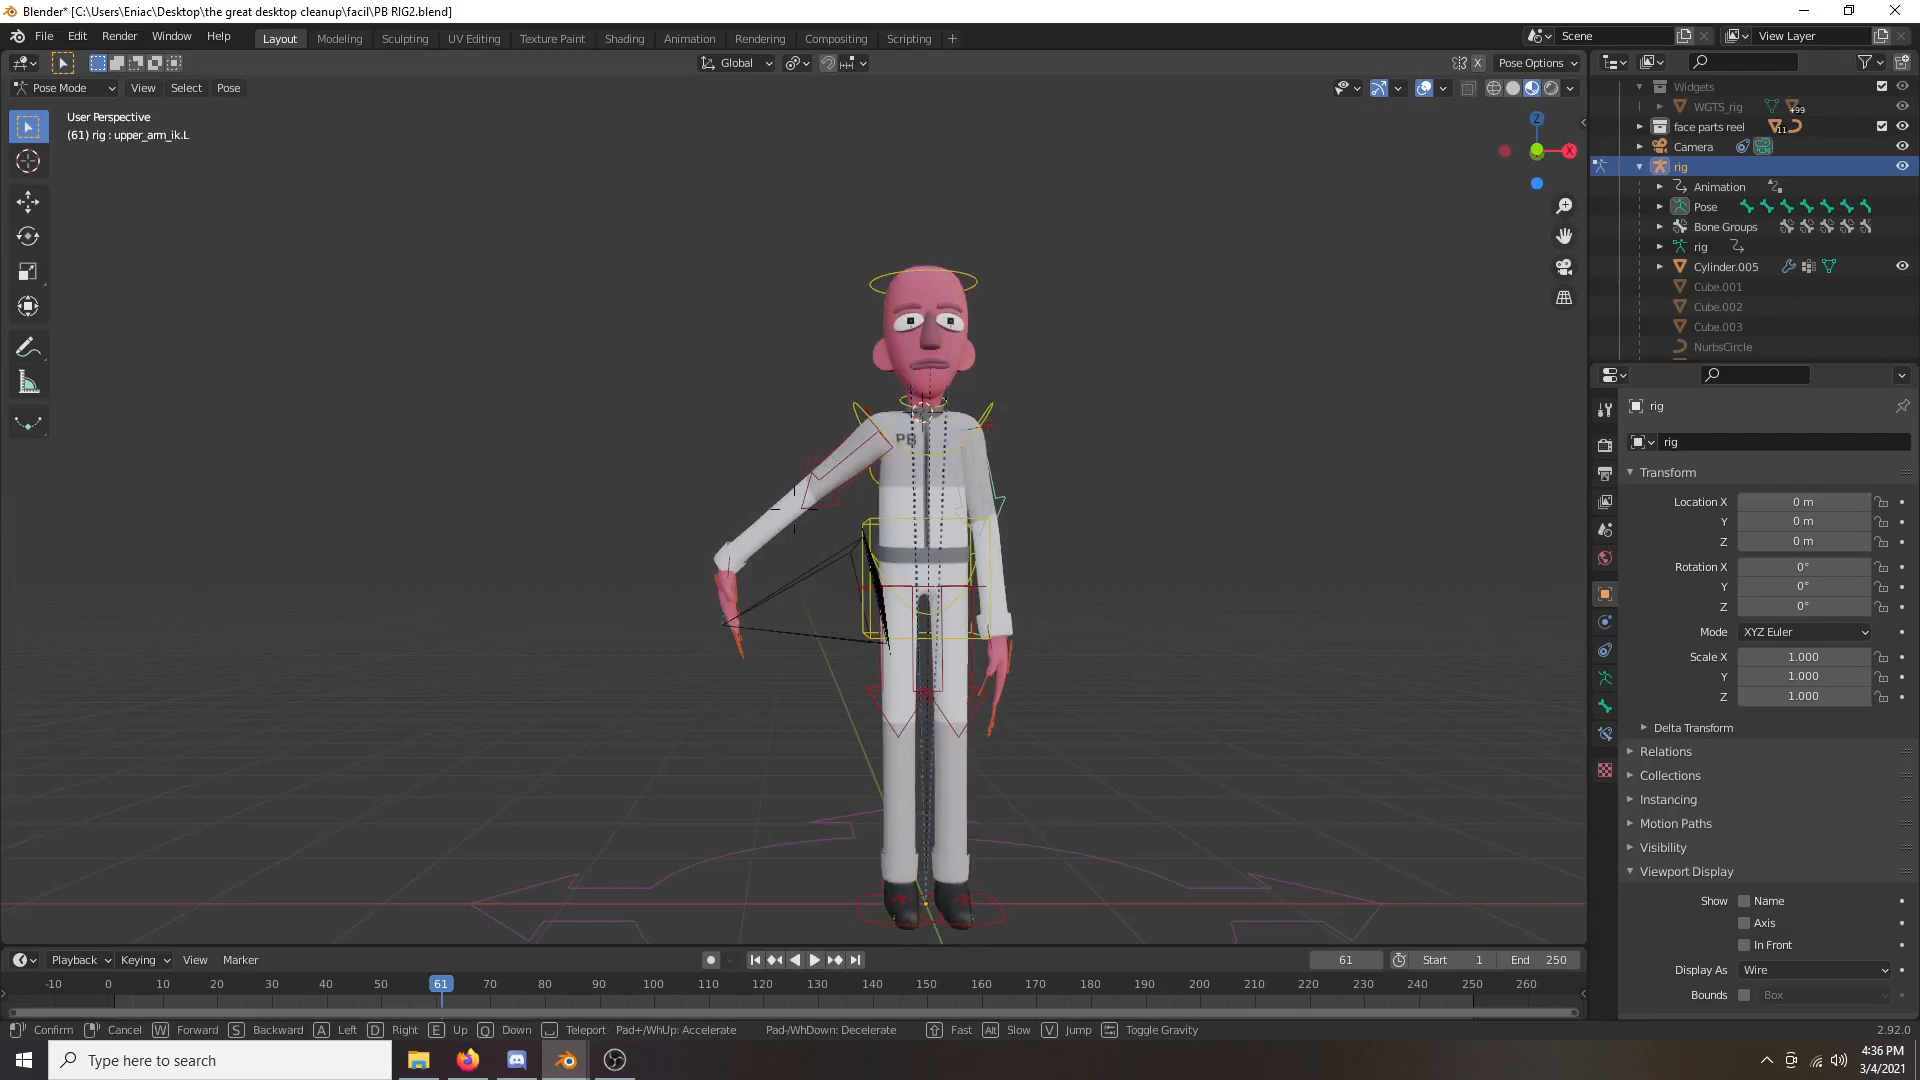 Blender* [C:\Users\Eniac\Desktop\the great desktop cleanup\facil\PB RIG2.blend]
File Edit Render Window Help Layout Modeling Sculpting UV Editing Texture Paint Shading Animation Rendering Compositing Scripting Scene View Layer
Global X Pose Options
Pose Mode View Select Pose
User Perspective
(61) rig : upper_arm_ik.L
Z
X
PB
Widgets
WGTS_rig +99
face parts reel 11
Camera
rig
Animation
Pose
Bone Groups
rig
Cylinder.005
Cube.001
Cube.002
Cube.003
NurbsCircle
rig
rig
Transform
Location X 0 m
Y 0 m
Z 0 m
Rotation X 0°
Y 0°
Z 0°
Mode XYZ Euler
Scale X 1.000
Y 1.000
Z 1.000
Delta Transform
Relations
Collections
Instancing
Motion Paths
Visibility
Viewport Display
Show Name
Axis
In Front
Display As Wire
Bounds Box
Playback Keying View Marker 61 Start 1 End 250
-10 0 10 20 30 40 50 61 70 80 90 100 110 120 130 140 150 160 170 180 190 200 210 220 230 240 250 260
Confirm Cancel W Forward S Backward A Left D Right E Up Q Down Teleport Pad+/WhUp: Accelerate Pad-/WhDown: Decelerate Fast Alt Slow V Jump Toggle Gravity 2.92.0
Type here to search
4:36 PM
3/4/2021